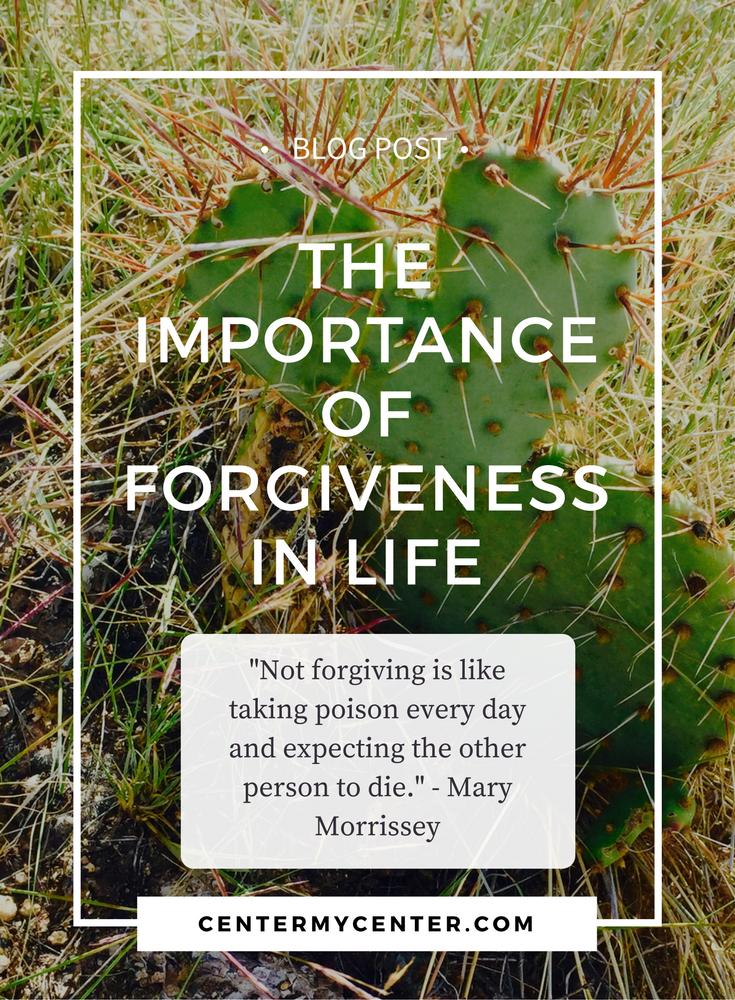 • BLOG POST •
THE
IMPORTANCE
OF
FORGIVENESS
IN LIFE
"Not forgiving is like
taking poison every day
and expecting the other
person to die." - Mary
Morrissey
CENTERMYCENTER.COM